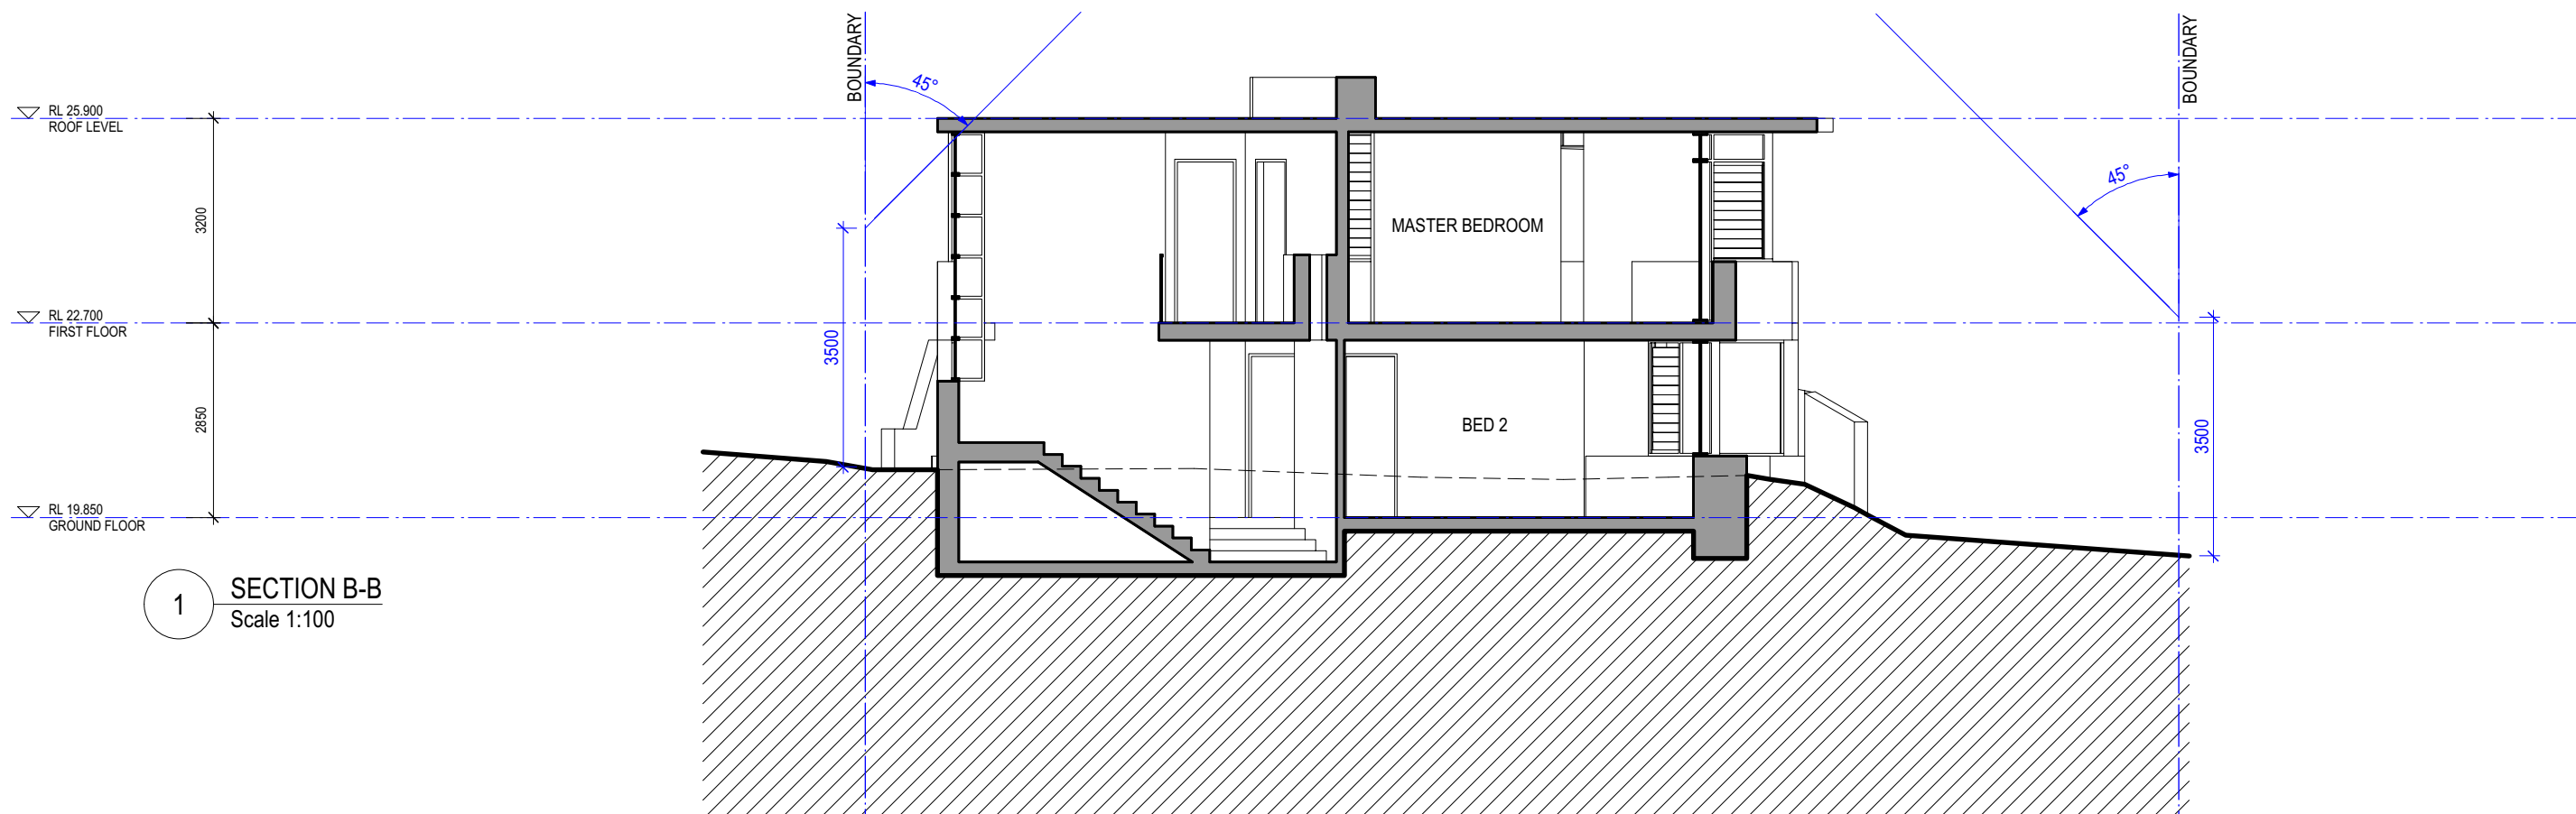 BOUNDARY
BOUNDARY
45°
RL 25.900
ROOF LEVEL
45°
3200
MASTER BEDROOM
RL 22.700
FIRST FLOOR
3500
2850
BED 2
3500
RL 19.850
GROUND FLOOR
1
SECTION B-B
Scale 1:100